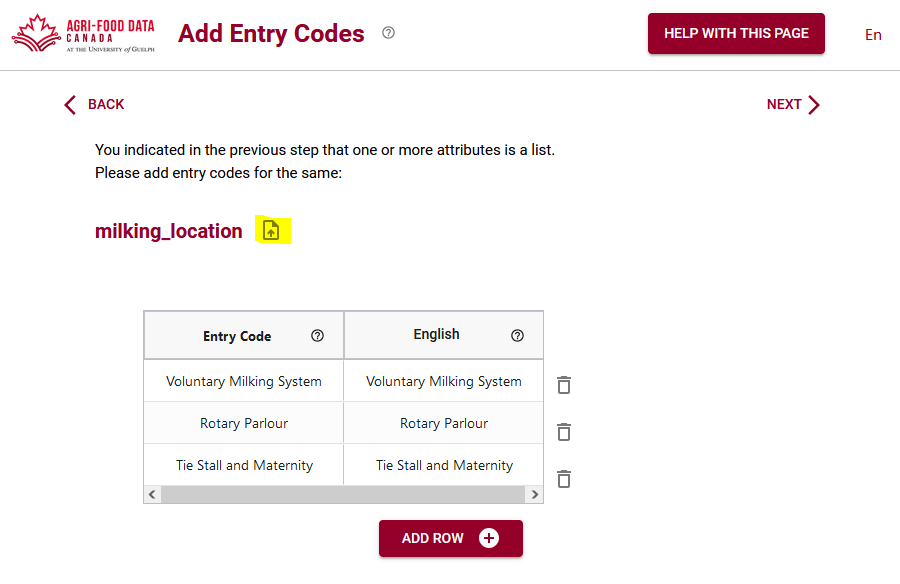 AGRI-FOOD DATA
CANADA
AT THE UNIVERSITY of GUELPH
Add Entry Codes
HELP WITH THIS PAGE
En
BACK
NEXT
You indicated in the previous step that one or more attributes is a list.
Please add entry codes for the same:
milking_location
Entry Code English
Voluntary Milking System Voluntary Milking System
Rotary Parlour Rotary Parlour
Tie Stall and Maternity Tie Stall and Maternity
ADD ROW